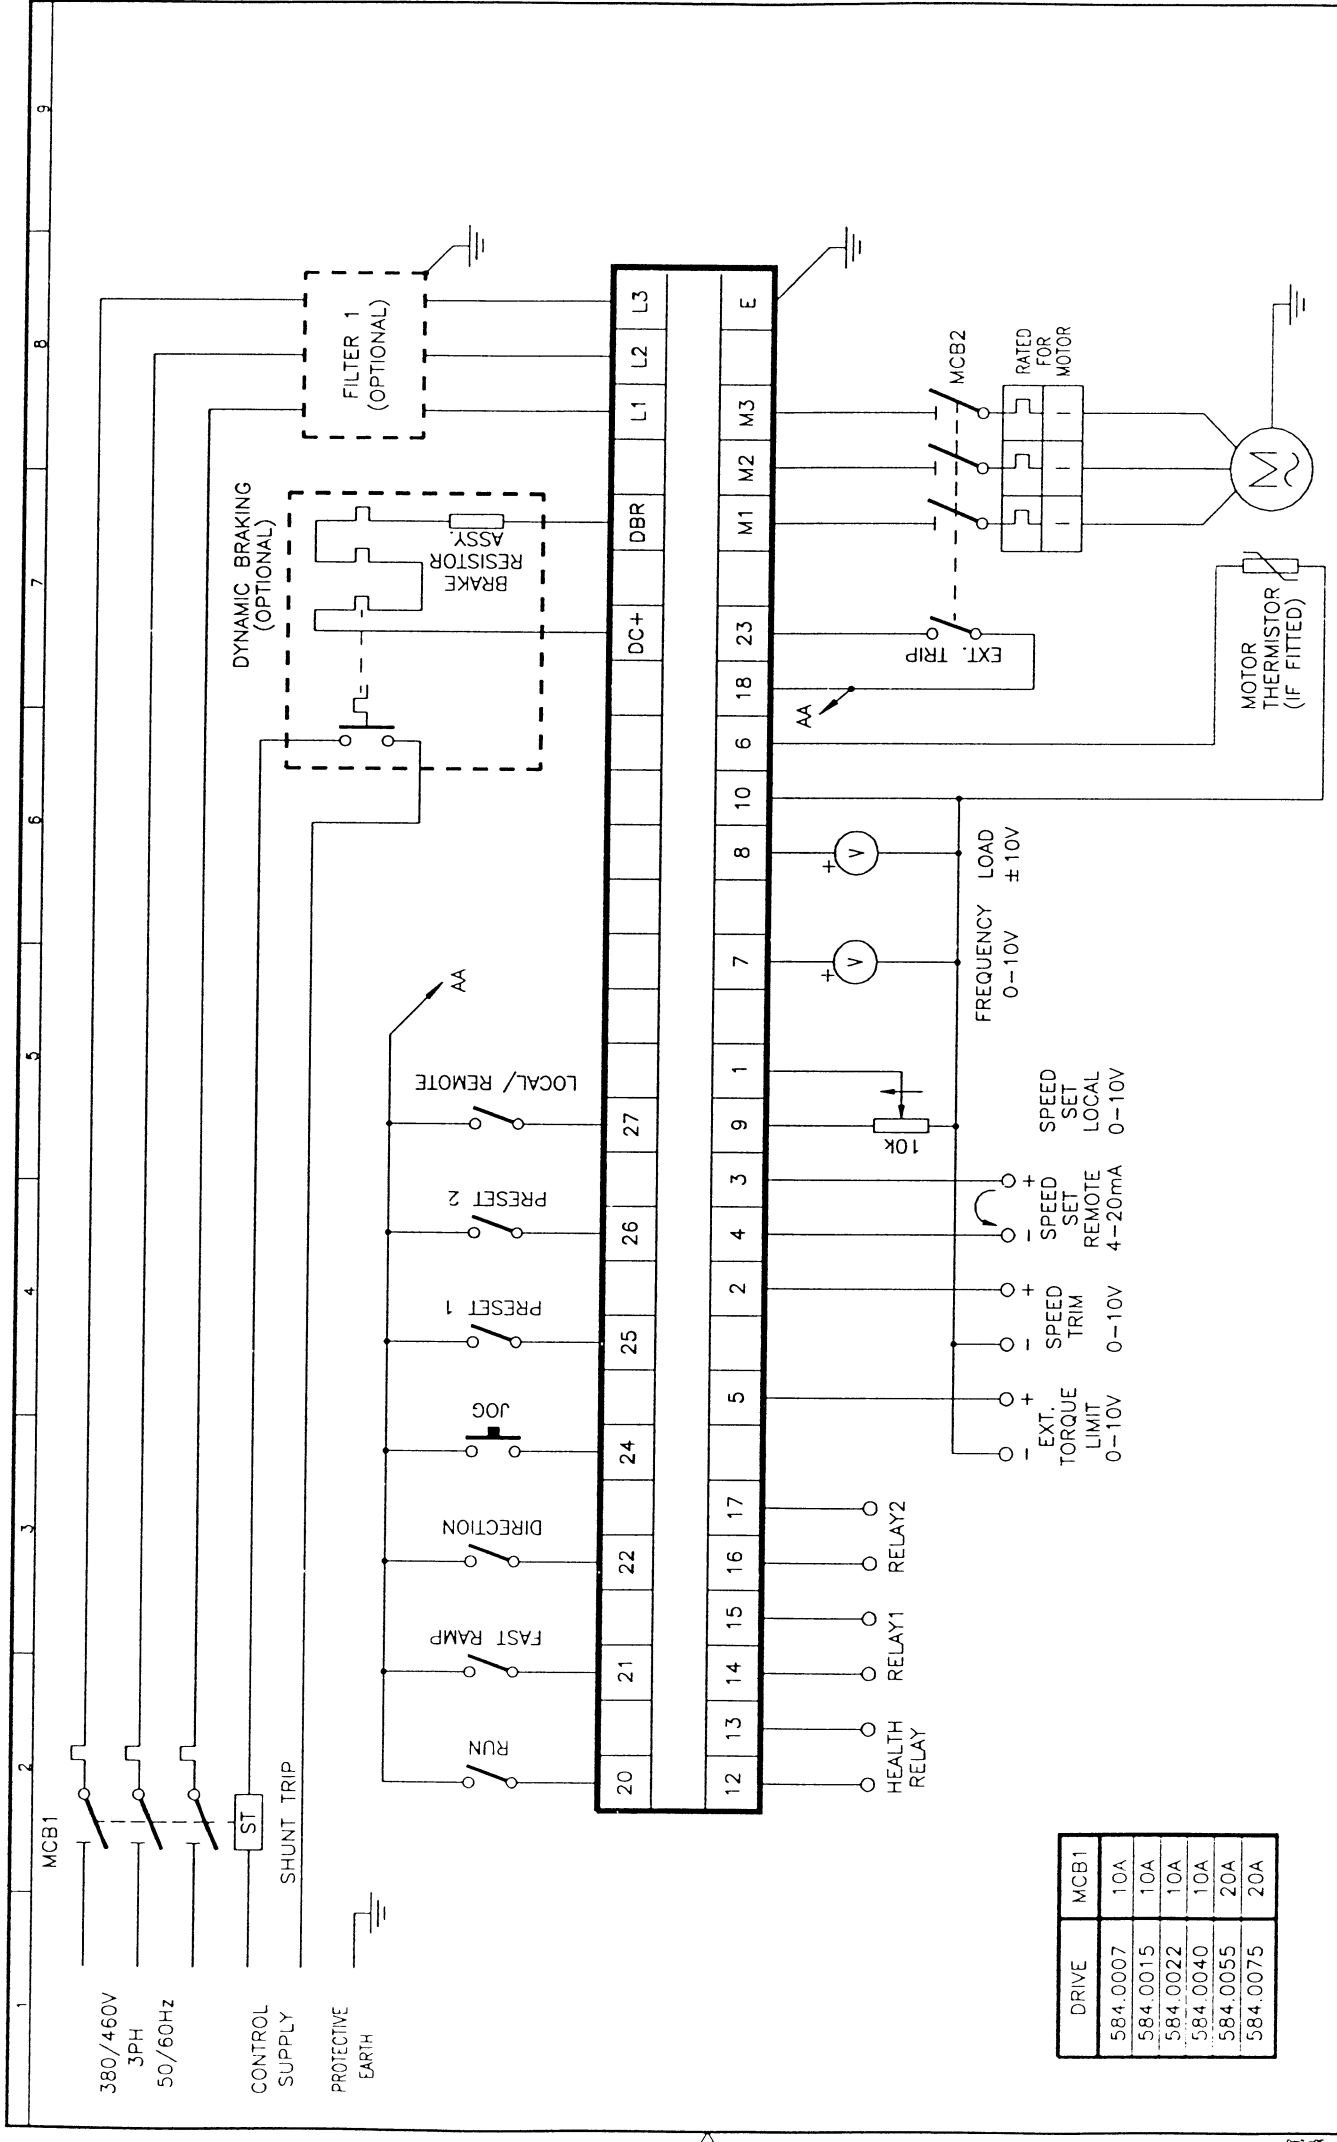 1
2
3
4
5
6
7
8
9
MCB1
380/460V
3PH
50/60Hz
CONTROL
SUPPLY
PROTECTIVE
EARTH
ST
SHUNT TRIP
FILTER 1
(OPTIONAL)
DYNAMIC BRAKING
(OPTIONAL)
BRAKE
RESISTOR
ASSY.
RUN
FAST RAMP
DIRECTION
JOG
PRESET 1
PRESET 2
LOCAL/ REMOTE
AA
20
21
22
24
25
26
27
DC+
DBR
L1
L2
L3
12
13
14
15
16
17
5
2
4
3
9
1
7
8
10
6
18
23
M1
M2
M3
E
HEALTH
RELAY
RELAY1
RELAY2
− +
EXT.
TORQUE
LIMIT
0−10V
− +
SPEED
TRIM
0−10V
− +
SPEED
SET
REMOTE
4−20mA
10k
SPEED
SET
LOCAL
0−10V
+
V
FREQUENCY
0−10V
+
V
LOAD
±10V
AA
EXT. TRIP
MCB2
RATED
FOR
MOTOR
I
I
I
M
~
MOTOR
THERMISTOR
(IF FITTED)
DRIVE MCB1
584.0007 10A
584.0015 10A
584.0022 10A
584.0040 10A
584.0055 20A
584.0075 20A